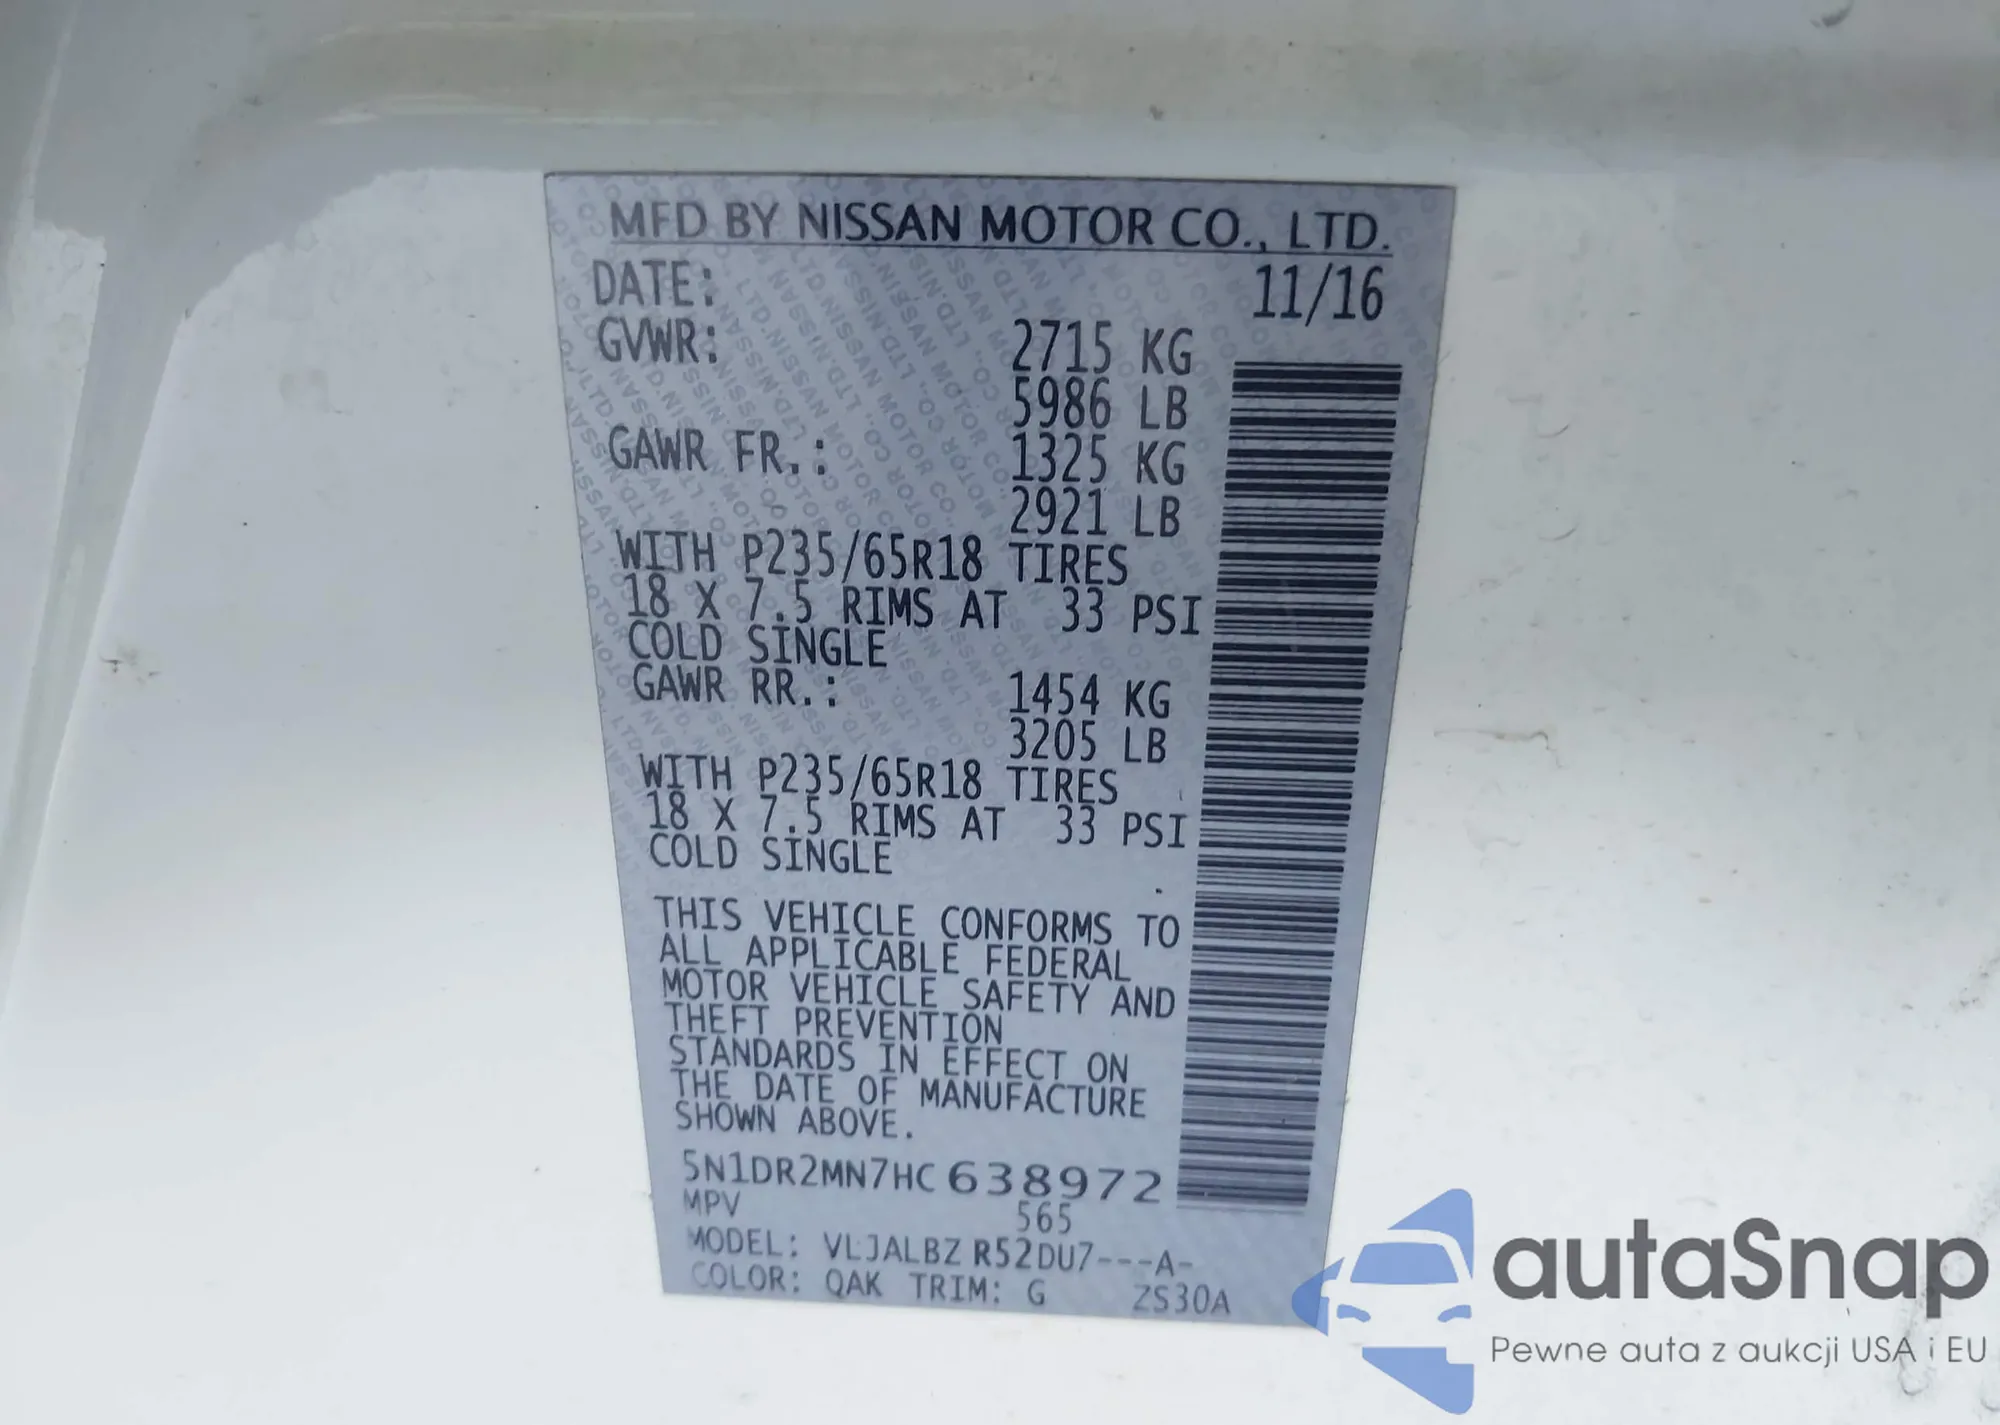 MFD BY NISSAN MOTOR CO., LTD.
DATE: 11/16
GVWR: 2715 KG
5986 LB
GAWR FR.: 1325 KG
2921 LB
WITH P235/65R18 TIRES
18 X 7.5 RIMS AT 33 PSI
COLD SINGLE
GAWR RR.: 1454 KG
3205 LB
WITH P235/65R18 TIRES
18 X 7.5 RIMS AT 33 PSI
COLD SINGLE
THIS VEHICLE CONFORMS TO
ALL APPLICABLE FEDERAL
MOTOR VEHICLE SAFETY AND
THEFT PREVENTION
STANDARDS IN EFFECT ON
THE DATE OF MANUFACTURE
SHOWN ABOVE.
5N1DR2MN7HC638972
MPV 565
MODEL: VLJALBZ R52DU7---A-
COLOR: QAK TRIM: G ZS30A
autaSnap
Pewne auta z aukcji USA i EU